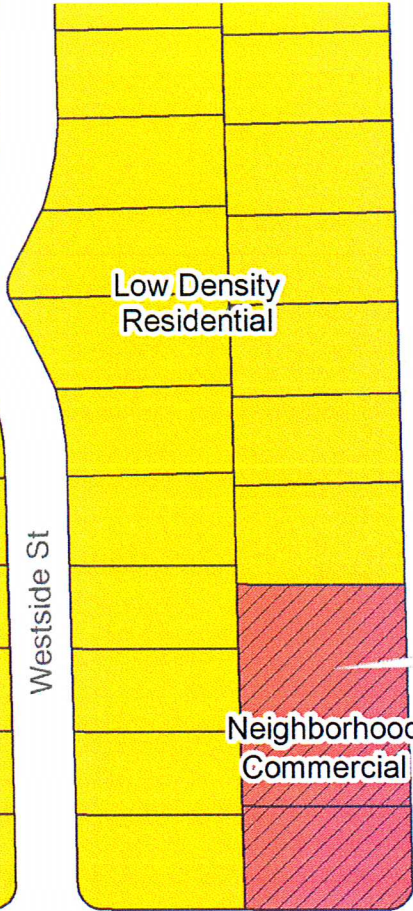 Low Density
Residential
Westside St
Neighborhood
Commercial